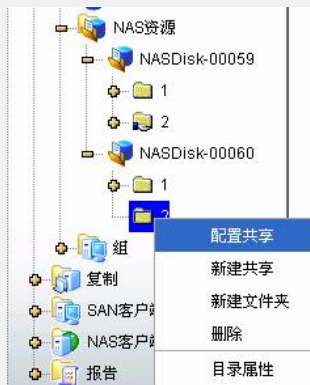 NAS资源
NASDisk-00059
1
2
NASDisk-00060
1
2
配置共享
组
新建共享
复制
新建文件夹
SAN客户
删除
NAS客户
目录属性
报告